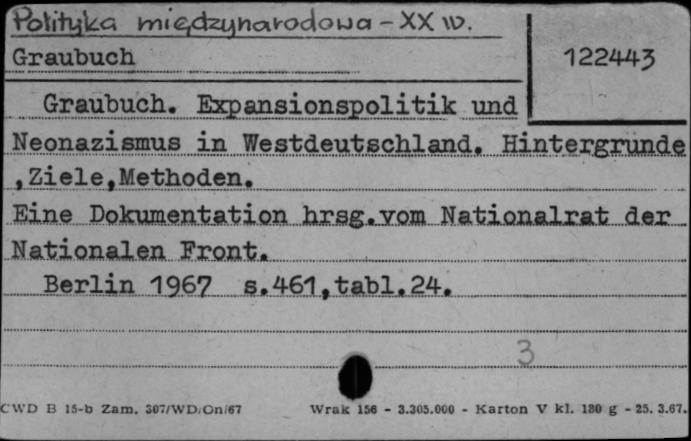 Polityka międzynarodowa - XX w.
Graubuch
122443
Graubuch. Expansionspolitik und
Neonazismus in Westdeutschland. Hintergrunde
,Ziele,Methoden.
Eine Dokumentation hrsg.vom Nationalrat der
Nationalen Front.
Berlin 1967 s.461,tabl.24.
3
CWD B 15-b Zam. 307/WD/On/67 Wrak 156 - 3.305.000 - Karton V kl. 180 g - 25. 3.67.